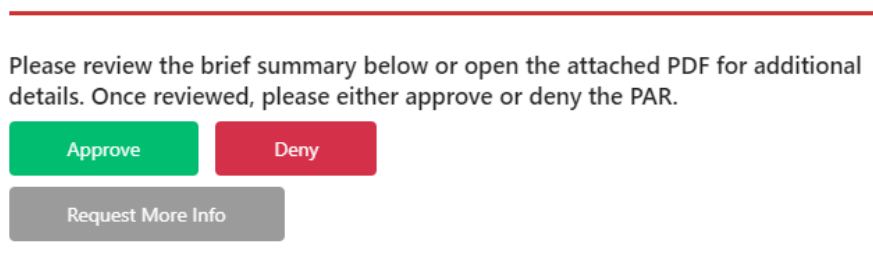 Please review the brief summary below or open the attached PDF for additional
details. Once reviewed, please either approve or deny the PAR.
Approve Deny
Request More Info